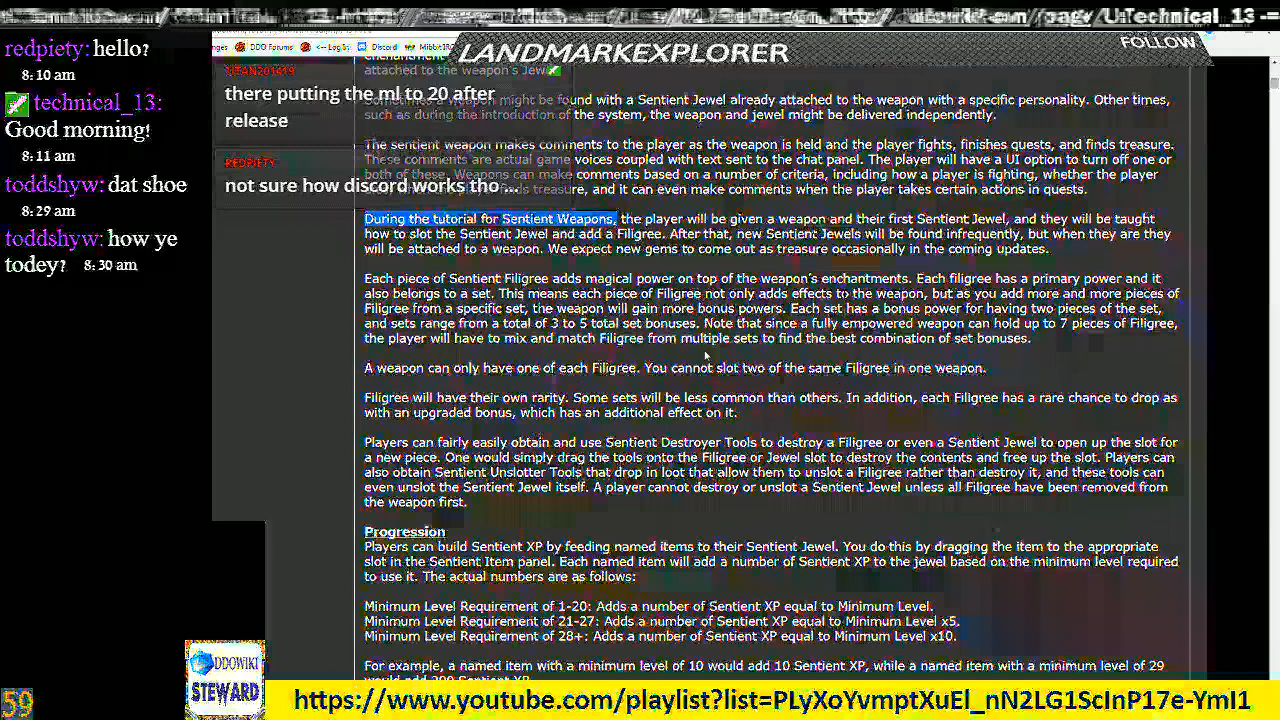 redpiety: hello?
8:10 am
technical_13:
Good morning!
8:11 am
toddshyw: dat shoe
8:29 am
toddshyw: how ye
todey? 8:30 am
DDO Forums
<-- Log
Discord
LANDMARKEXPLORER
FOLLOW
enchantment
attached to the weapon's Jew
there putting the ml to 20 after
release
REDPIETY
not sure how discord works tho ...
Sometimes a weapon might be found with a Sentient Jewel already attached to the weapon with a specific personality. Other times,
such as during the introduction of the system, the weapon and jewel might be delivered independently.
The sentient weapon makes comments to the player as the weapon is held and the player fights, finishes quests, and finds treasure.
These comments are actual game voices coupled with text sent to the chat panel. The player will have a UI option to turn off one or
both of these. Weapons can make comments based on a number of criteria, including how a player is fighting, whether the player
finds treasure, and it can even make comments when the player takes certain actions in quests.
During the tutorial for Sentient Weapons, the player will be given a weapon and their first Sentient Jewel, and they will be taught
how to slot the Sentient Jewel and add a Filigree. After that, new Sentient Jewels will be found infrequently, but when they are they
will be attached to a weapon. We expect new gems to come out as treasure occasionally in the coming updates.
Each piece of Sentient Filigree adds magical power on top of the weapon's enchantments. Each filigree has a primary power and it
also belongs to a set. This means each piece of Filigree not only adds effects to the weapon, but as you add more and more pieces of
Filigree from a specific set, the weapon will gain more bonus powers. Each set has a bonus power for having two pieces of the set,
and sets range from a total of 3 to 5 total set bonuses. Note that since a fully empowered weapon can hold up to 7 pieces of Filigree,
the player will have to mix and match Filigree from multiple sets to find the best combination of set bonuses.
A weapon can only have one of each Filigree. You cannot slot two of the same Filigree in one weapon.
Filigree will have their own rarity. Some sets will be less common than others. In addition, each Filigree has a rare chance to drop as
with an upgraded bonus, which has an additional effect on it.
Players can fairly easily obtain and use Sentient Destroyer Tools to destroy a Filigree or even a Sentient Jewel to open up the slot for
a new piece. One would simply drag the tools onto the Filigree or Jewel slot to destroy the contents and free up the slot. Players can
also obtain Sentient Unslotter Tools that drop in loot that allow them to unslot a Filigree rather than destroy it, and these tools can
even unslot the Sentient Jewel itself. A player cannot destroy or unslot a Sentient Jewel unless all Filigree have been removed from
the weapon first.
Progression
Players can build Sentient XP by feeding named items to their Sentient Jewel. You do this by dragging the item to the appropriate
slot in the Sentient Item panel. Each named item will add a number of Sentient XP to the jewel based on the minimum level required
to use it. The actual numbers are as follows:
Minimum Level Requirement of 1-20: Adds a number of Sentient XP equal to Minimum Level.
Minimum Level Requirement of 21-27: Adds a number of Sentient XP equal to Minimum Level x5.
Minimum Level Requirement of 28+: Adds a number of Sentient XP equal to Minimum Level x10.
For example, a named item with a minimum level of 10 would add 10 Sentient XP, while a named item with a minimum level of 29
would add 290 Sentient XP
DDOWIKI
STEWARD
59
https://www.youtube.com/playlist?list=PLyXoYvmptXuEl_nN2LG1ScInP17e-YmI1